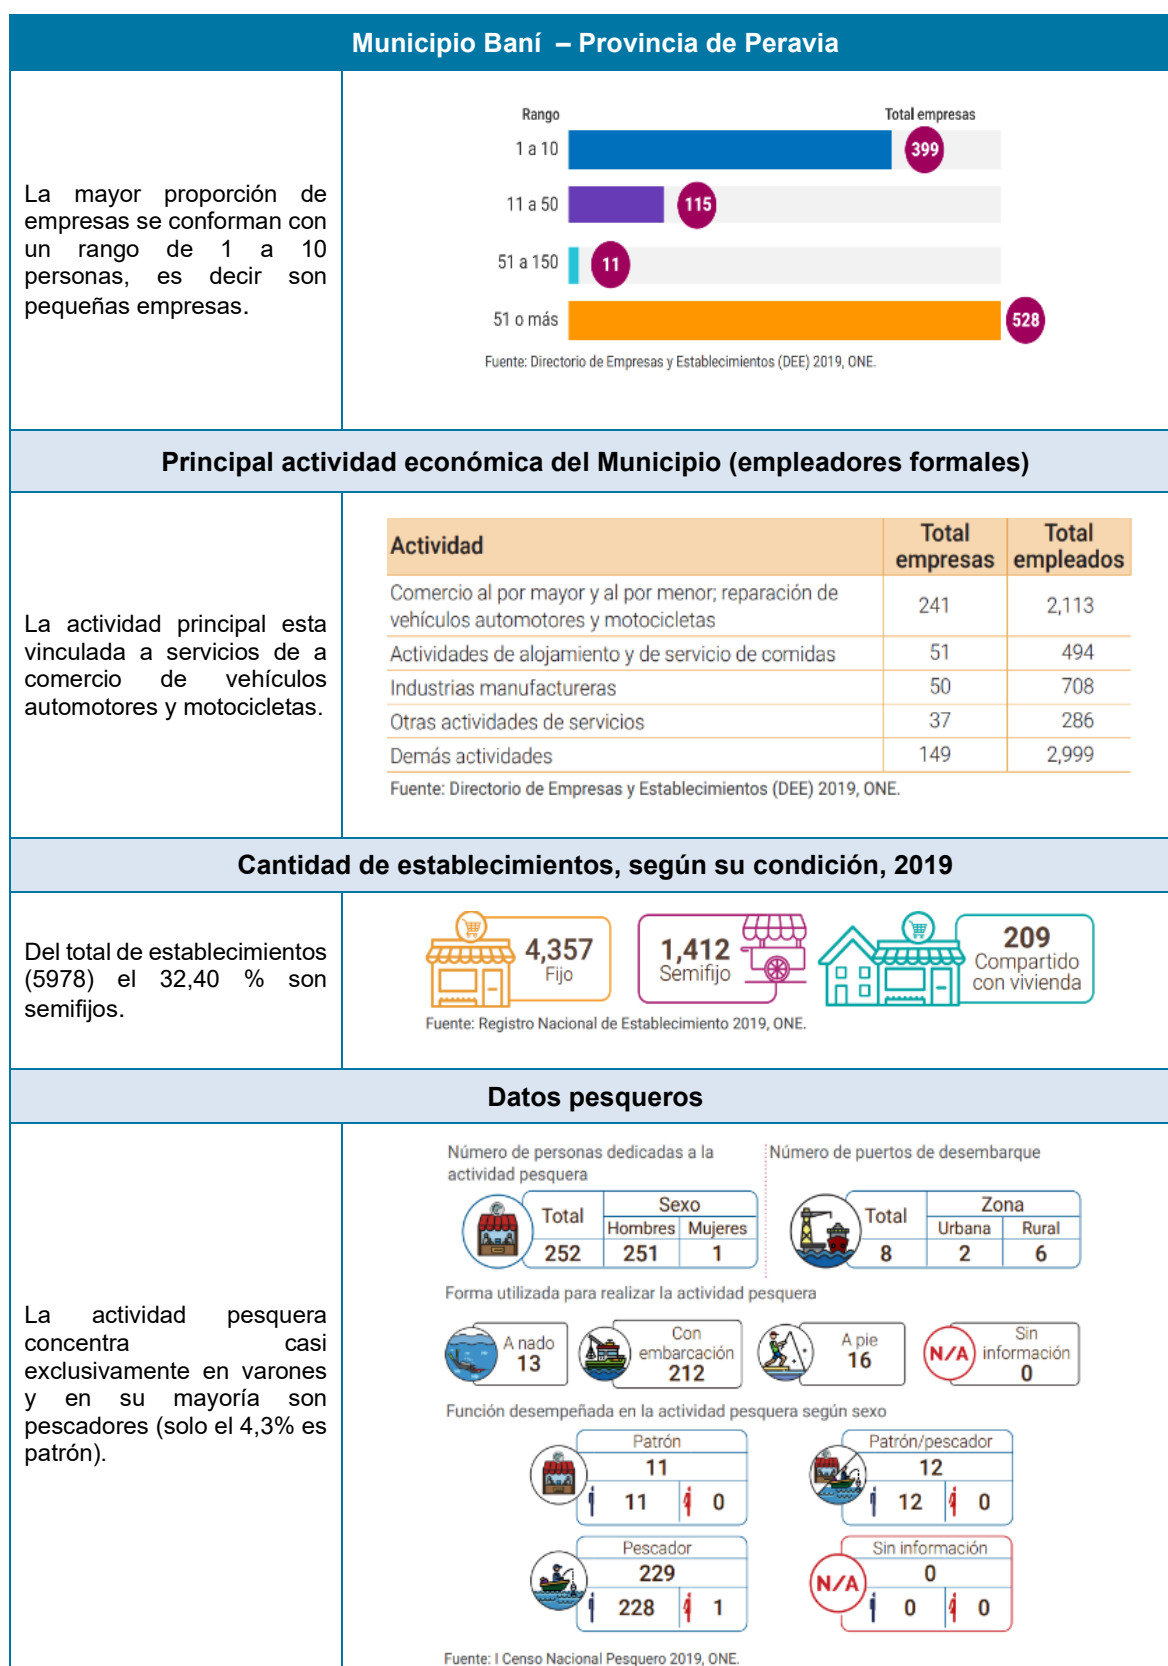 Municipio Baní – Provincia de Peravia
La mayor proporción de
empresas se conforman con
un rango de 1 a 10
personas, es decir son
pequeñas empresas.
Rango Total empresas
1 a 10 399
11 a 50 115
51 a 150 11
51 o más 528
Fuente: Directorio de Empresas y Establecimientos (DEE) 2019, ONE.
Principal actividad económica del Municipio (empleadores formales)
La actividad principal esta
vinculada a servicios de a
comercio de vehículos
automotores y motocicletas.
Actividad Total empresas Total empleados
Comercio al por mayor y al por menor; reparación de
vehículos automotores y motocicletas 241 2,113
Actividades de alojamiento y de servicio de comidas 51 494
Industrias manufactureras 50 708
Otras actividades de servicios 37 286
Demás actividades 149 2,999
Fuente: Directorio de Empresas y Establecimientos (DEE) 2019, ONE.
Cantidad de establecimientos, según su condición, 2019
Del total de establecimientos
(5978) el 32,40 % son
semifijos.
4,357
Fijo
1,412
Semifijo
209
Compartido
con vivienda
Fuente: Registro Nacional de Establecimiento 2019, ONE.
Datos pesqueros
La actividad pesquera
concentra casi
exclusivamente en varones
y en su mayoría son
pescadores (solo el 4,3% es
patrón).
Número de personas dedicadas a la
actividad pesquera
Total Sexo
Hombres Mujeres
252 251 1
Número de puertos de desembarque
Total Zona
Urbana Rural
8 2 6
Forma utilizada para realizar la actividad pesquera
A nado
13
Con
embarcación
212
A pie
16
N/A
Sin
información
0
Función desempeñada en la actividad pesquera según sexo
Patrón
11
11 0
Patrón/pescador
12
12 0
Pescador
229
228 1
N/A
Sin información
0
0 0
Fuente: I Censo Nacional Pesquero 2019, ONE.